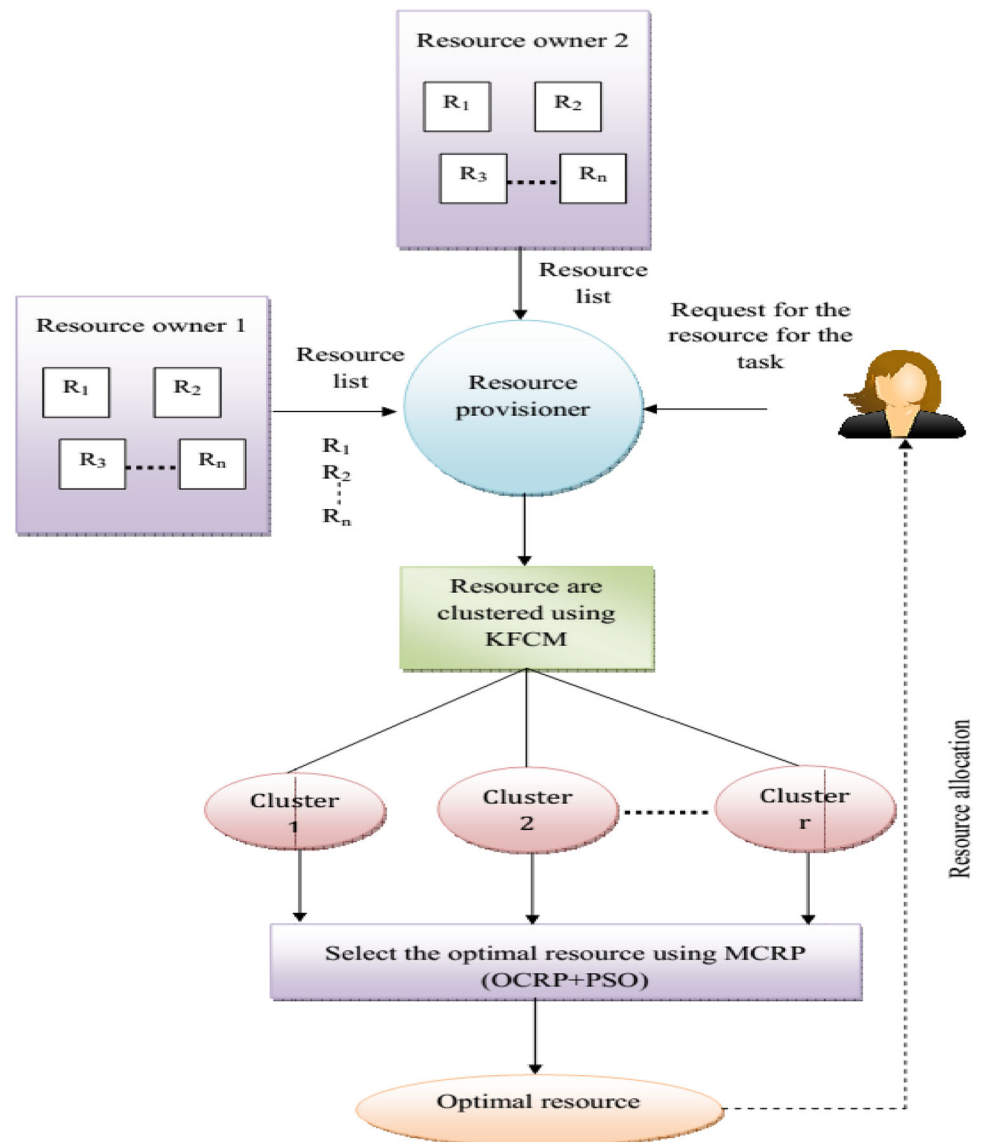 Resource owner 2
R1
R2
R3
Rn
Resource
list
Request for the
resource for the
task
Resource owner 1
R1
R2
R3
Rn
Resource
list
R1
R2
Rn
Resource
provisioner
Resource are
clustered using
KFCM
Cluster
1
Cluster
2
Cluster
r
Resource allocation
Select the optimal resource using MCRP
(OCRP+PSO)
Optimal resource